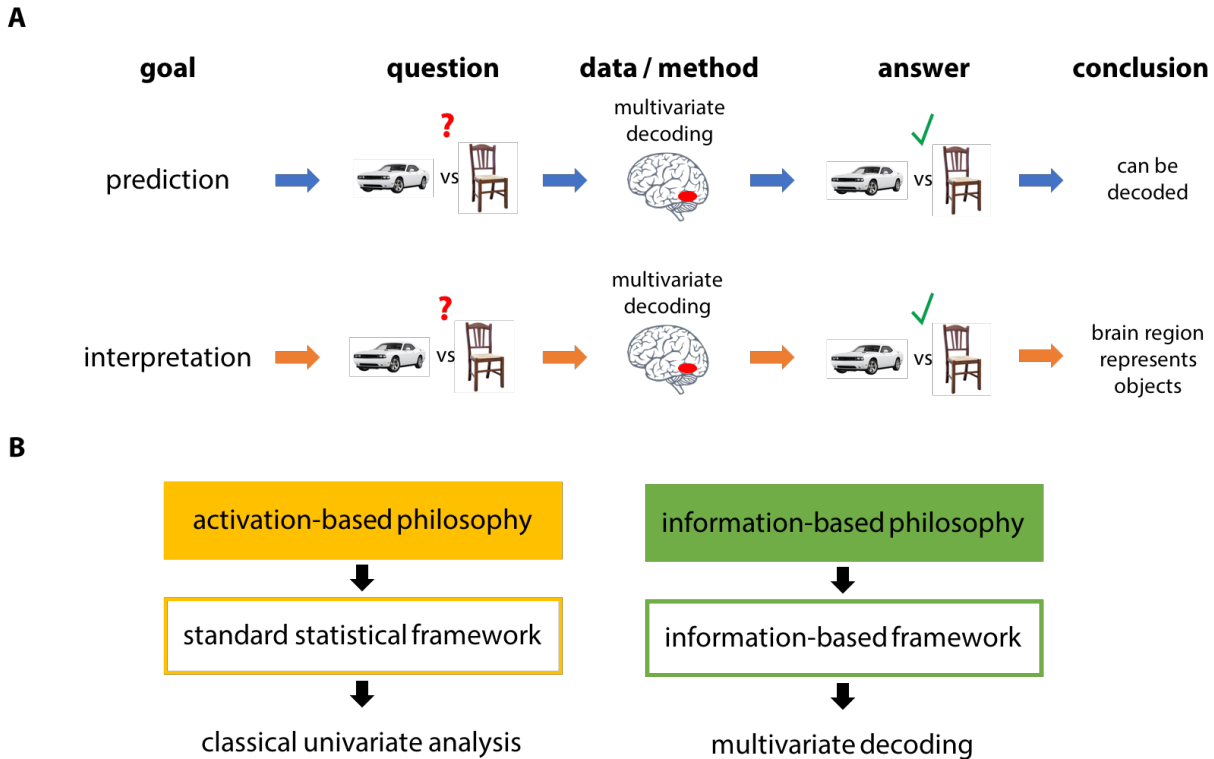 A
goal question data / method answer conclusion
multivariate
decoding
prediction ? vs vs can be
decoded
multivariate
decoding
interpretation ? vs vs brain region
represents
objects
B
activation-based philosophy information-based philosophy
standard statistical framework information-based framework
classical univariate analysis multivariate decoding